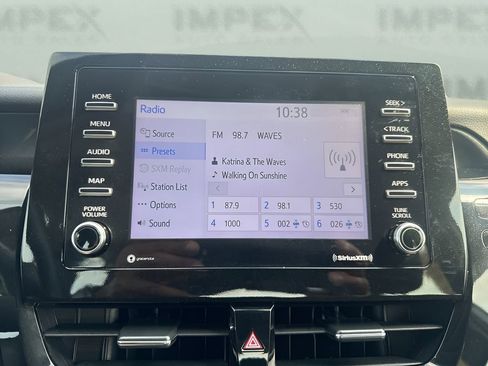 IMPEX IMPEX IMPEX
Radio 10:38
HOME
MENU
AUDIO
MAP
POWER
VOLUME
Source
Presets
SXM Replay
Station List
Options
Sound
FM 98.7 WAVES
Katrina & The Waves
Walking On Sunshine
< >
1 87.9 2 98.1 3 530
4 1000 5 002 6 026
SEEK >
< TRACK
PHONE
APPS
TUNE
SCROLL
gracenote
SiriusXM